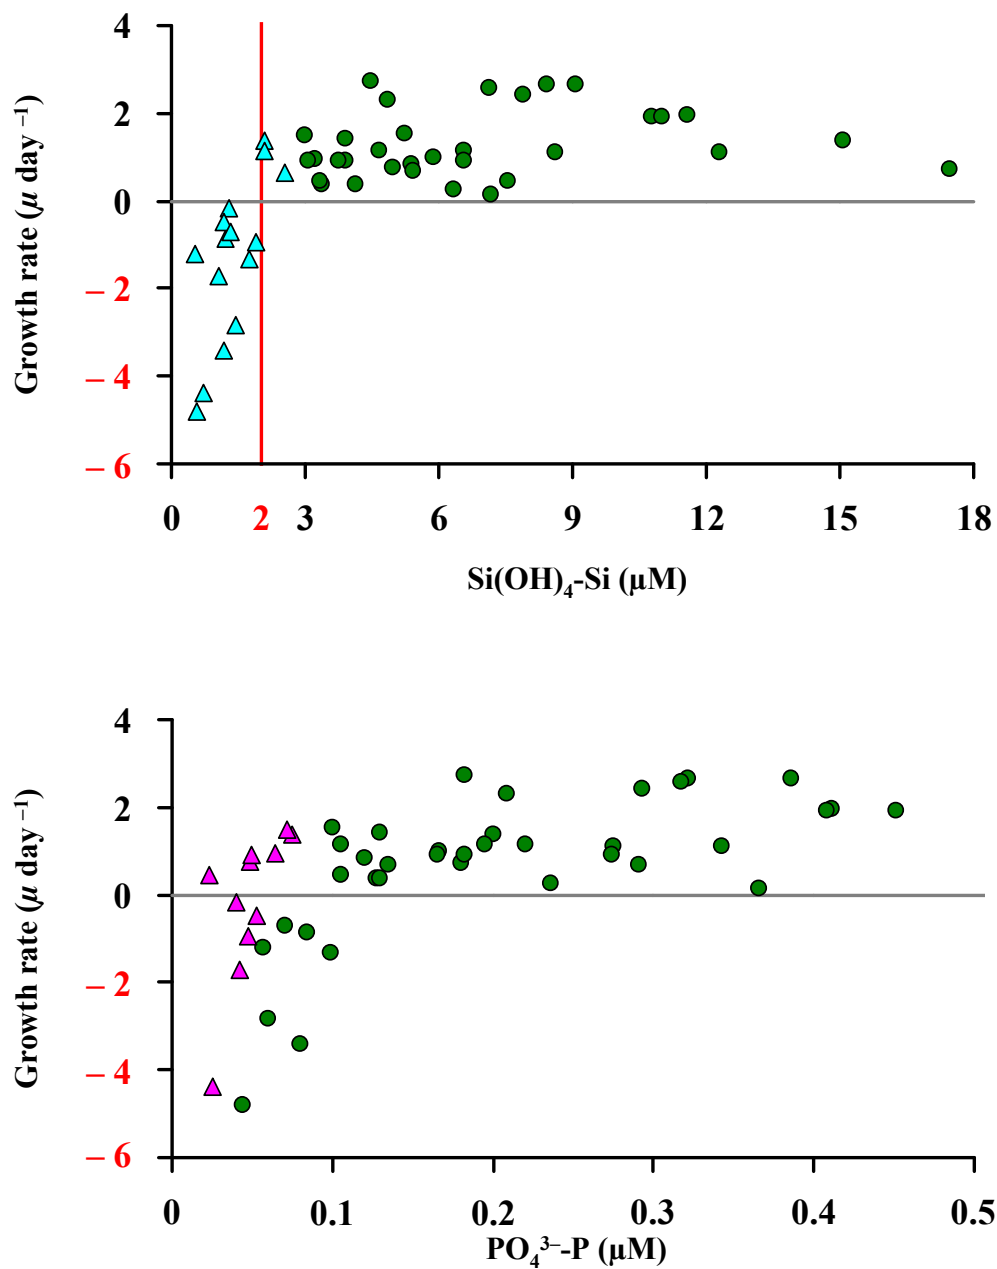 4
2
0
– 2
– 4
– 6
Growth rate (μ day –1)
0 2 3 6 9 12 15 18
Si(OH)4-Si (μM)
4
2
0
– 2
– 4
– 6
Growth rate (μ day –1)
0 0.1 0.2 0.3 0.4 0.5
PO43–-P (μM)